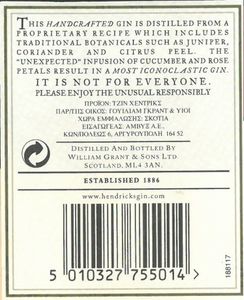 THIS HANDCRAFTED GIN IS DISTILLED FROM A
PROPRIETARY RECIPE WHICH INCLUDES
TRADITIONAL BOTANICALS SUCH AS JUNIPER,
CORIANDER AND CITRUS PEEL. THE
"UNEXPECTED" INFUSION OF CUCUMBER AND ROSE
PETALS RESULT IN A MOST ICONOCLASTIC GIN.
IT IS NOT FOR EVERYONE.
PLEASE ENJOY THE UNUSUAL RESPONSIBLY
ΠΡΟΪΟΝ: ΤΖΙΝ ΧΕΝΤΡΙΚΣ
ΠΑΡ/ΓΠΣ ΟΙΚΟΣ: ΓΟΥΙΛΙΑΜ ΓΚΡΑΝΤ & ΥΙΟΙ
ΧΩΡΑ ΕΜΦΙΑΛΩΣΗΣ: ΣΚΟΤΙΑ
ΕΙΣΑΓΩΓΕΑΣ: ΑΜΒΥΞ Α.Ε.,
ΚΩΝ/ΠΟΛΕΩΣ 6, ΑΡΓΥΡΟΥΠΟΛΗ 164 52
DISTILLED AND BOTTLED BY
WILLIAM GRANT & SONS LTD
SCOTLAND, ML4 3AN.
ESTABLISHED 1886
www.hendricksgin.com
5 010327 755014 >
188117